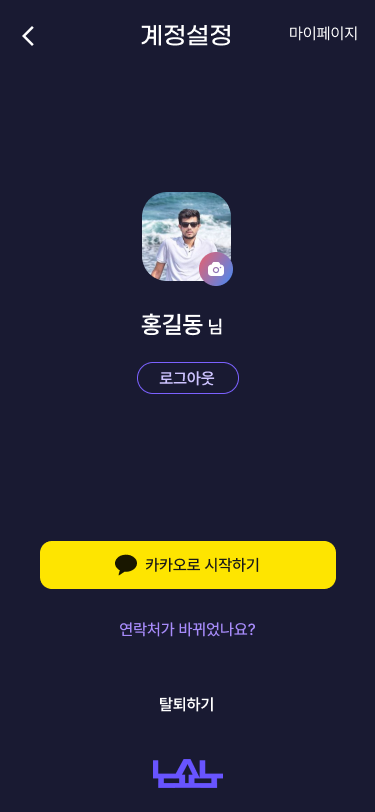 계정설정
마이페이지
홍길동 님
로그아웃
카카오로 시작하기
연락처가 바뀌었나요?
탈퇴하기